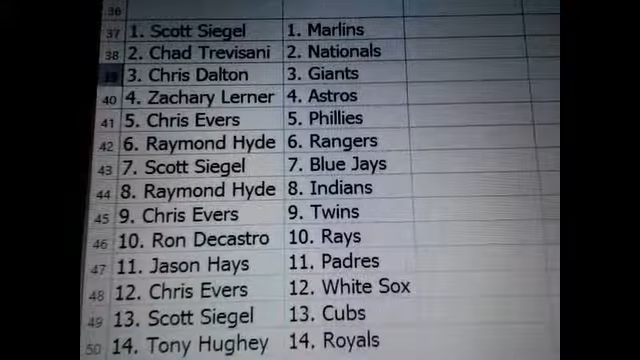 36
37 1. Scott Siegel 1. Marlins
38 2. Chad Trevisani 2. Nationals
39 3. Chris Dalton 3. Giants
40 4. Zachary Lerner 4. Astros
41 5. Chris Evers 5. Phillies
42 6. Raymond Hyde 6. Rangers
43 7. Scott Siegel 7. Blue Jays
44 8. Raymond Hyde 8. Indians
45 9. Chris Evers 9. Twins
46 10. Ron Decastro 10. Rays
47 11. Jason Hays 11. Padres
48 12. Chris Evers 12. White Sox
49 13. Scott Siegel 13. Cubs
50 14. Tony Hughey 14. Royals